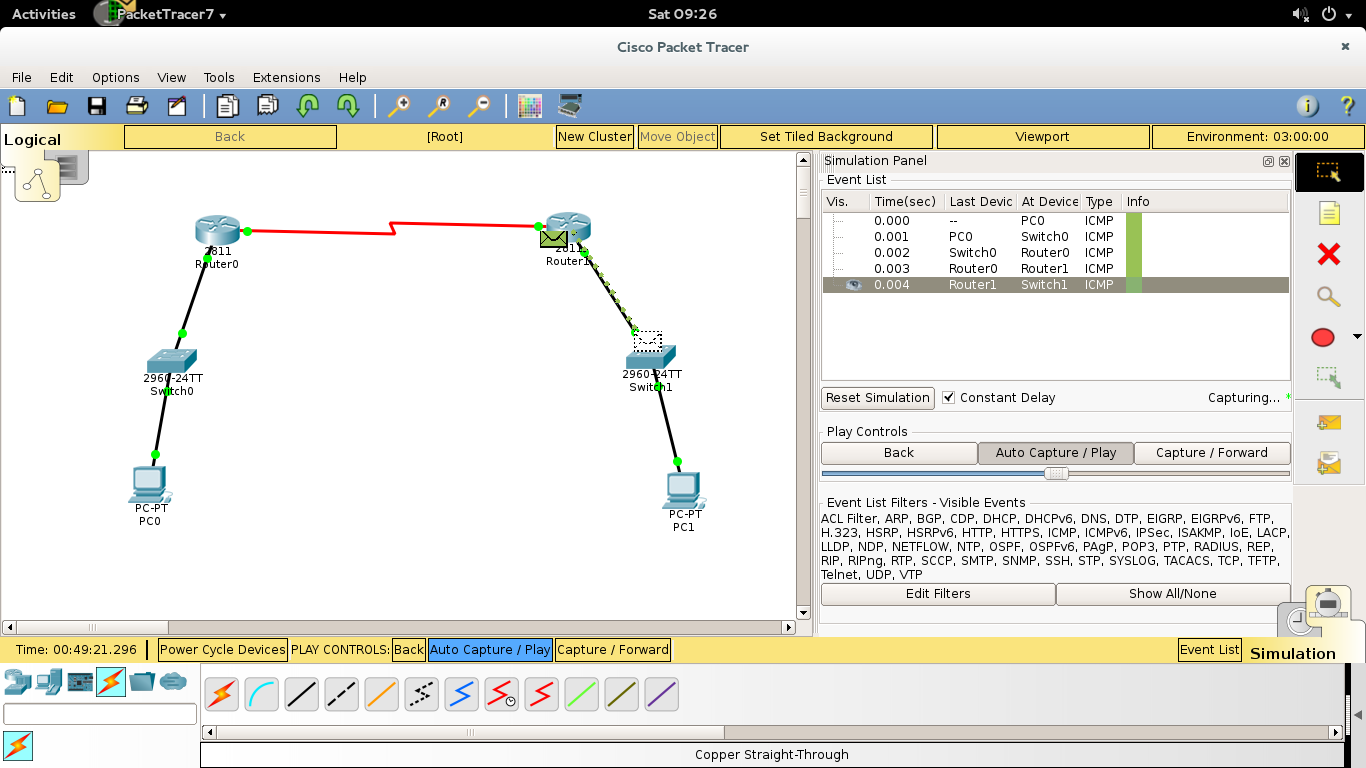 Activities PacketTracer7 Sat 09:26
Cisco Packet Tracer
File Edit Options View Tools Extensions Help
Logical Back [Root] New Cluster Move Object Set Tiled Background Viewport Environment: 03:00:00
2811
Router0
2811
Router1
2960-24TT
Switch0
2960-24TT
Switch1
PC-PT
PC0
PC-PT
PC1
Simulation Panel
Event List
Vis. Time(sec) Last Devic At Device Type Info
0.000 -- PC0 ICMP
0.001 PC0 Switch0 ICMP
0.002 Switch0 Router0 ICMP
0.003 Router0 Router1 ICMP
0.004 Router1 Switch1 ICMP
Reset Simulation Constant Delay Capturing... *
Play Controls
Back Auto Capture / Play Capture / Forward
Event List Filters - Visible Events
ACL Filter, ARP, BGP, CDP, DHCP, DHCPv6, DNS, DTP, EIGRP, EIGRPv6, FTP,
H.323, HSRP, HSRPv6, HTTP, HTTPS, ICMP, ICMPv6, IPSec, ISAKMP, IoE, LACP,
LLDP, NDP, NETFLOW, NTP, OSPF, OSPFv6, PAgP, POP3, PTP, RADIUS, REP,
RIP, RIPng, RTP, SCCP, SMTP, SNMP, SSH, STP, SYSLOG, TACACS, TCP, TFTP,
Telnet, UDP, VTP
Edit Filters Show All/None
Time: 00:49:21.296 Power Cycle Devices PLAY CONTROLS: Back Auto Capture / Play Capture / Forward Event List Simulation
Copper Straight-Through